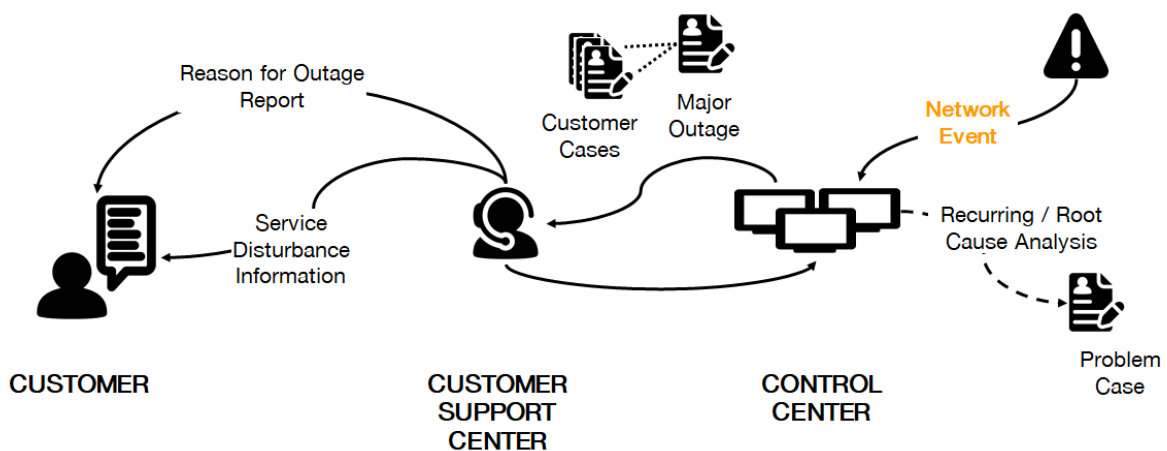 Reason for Outage
Report
Customer
Cases
Major
Outage
Network
Event
Service
Disturbance
Information
Recurring / Root
Cause Analysis
Problem
Case
CUSTOMER
CUSTOMER
SUPPORT
CENTER
CONTROL
CENTER